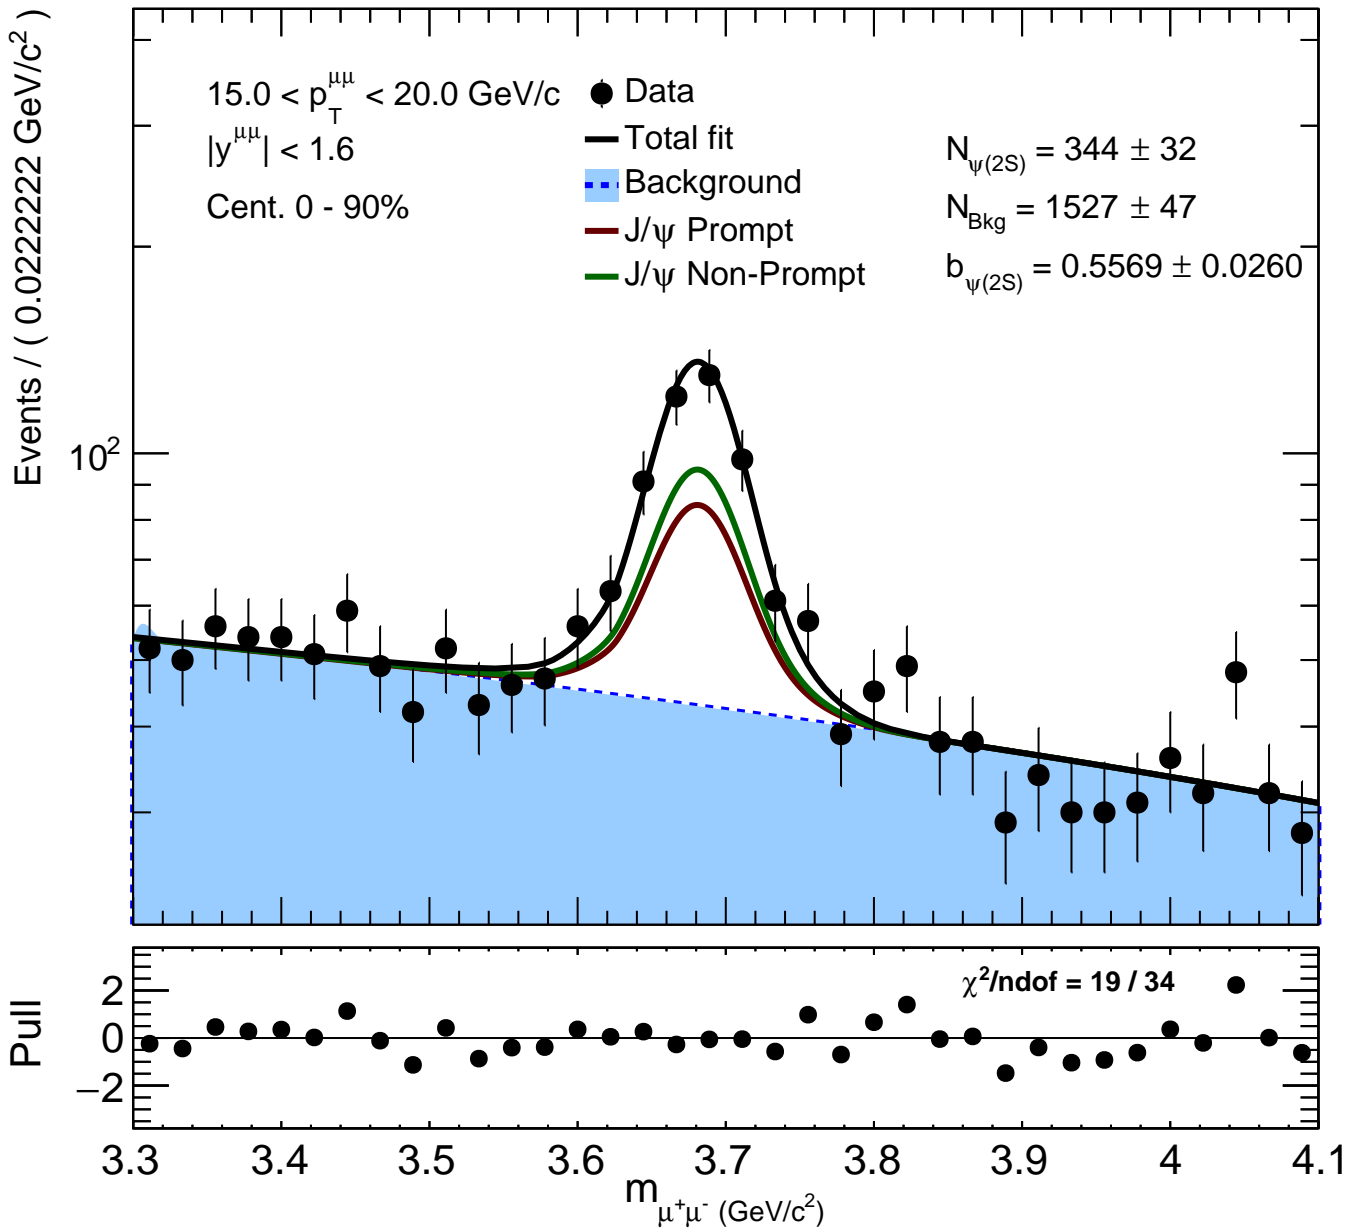 Events / ( 0.0222222 GeV/c²)
15.0 < p_T^μμ < 20.0 GeV/c
|y^μμ| < 1.6
Cent. 0 - 90%
Data
Total fit
Background
J/ψ Prompt
J/ψ Non-Prompt
N_ψ(2S) = 344 ± 32
N_Bkg = 1527 ± 47
b_ψ(2S) = 0.5569 ± 0.0260
10²
Pull
2
0
−2
χ²/ndof = 19 / 34
3.3 3.4 3.5 3.6 3.7 3.8 3.9 4 4.1
m_μ⁺μ⁻ (GeV/c²)